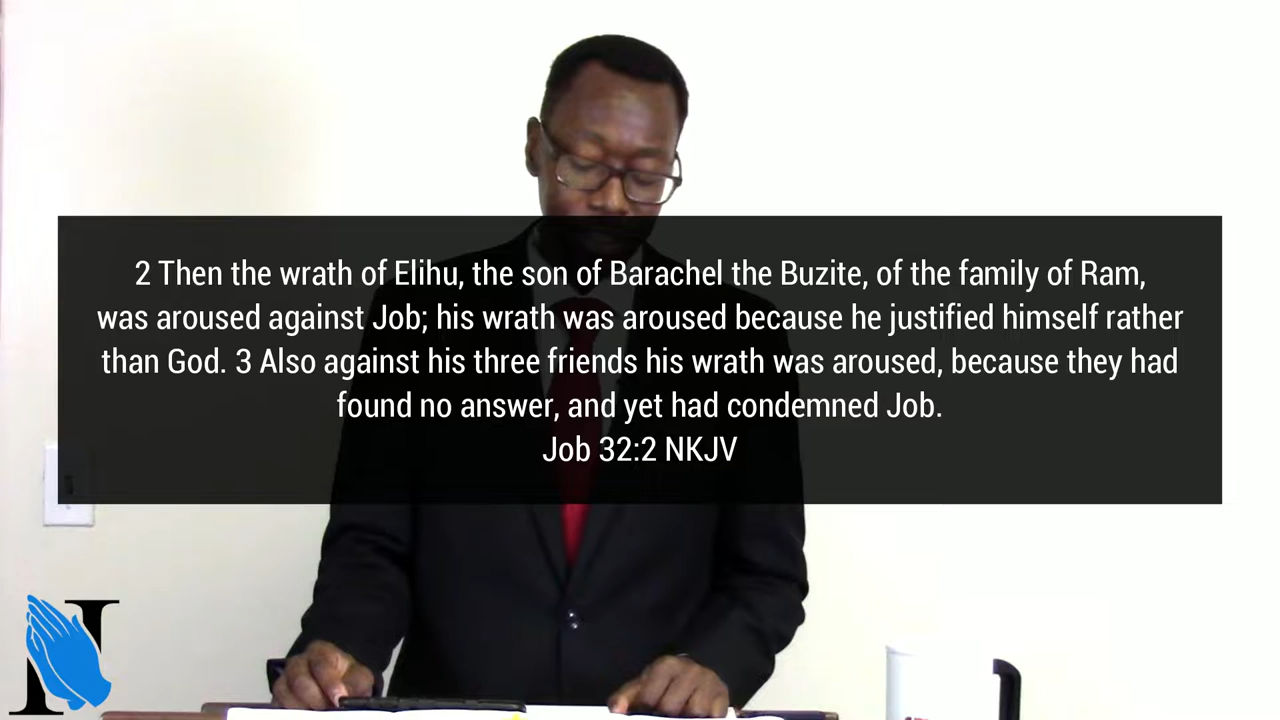 2 Then the wrath of Elihu, the son of Barachel the Buzite, of the family of Ram,
was aroused against Job; his wrath was aroused because he justified himself rather
than God. 3 Also against his three friends his wrath was aroused, because they had
found no answer, and yet had condemned Job.
Job 32:2 NKJV
N